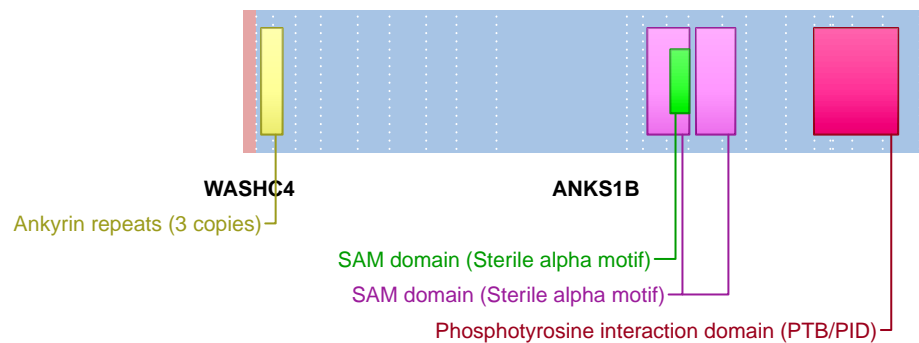 WASHC4 ANKS1B
Ankyrin repeats (3 copies)
SAM domain (Sterile alpha motif)
SAM domain (Sterile alpha motif)
Phosphotyrosine interaction domain (PTB/PID)